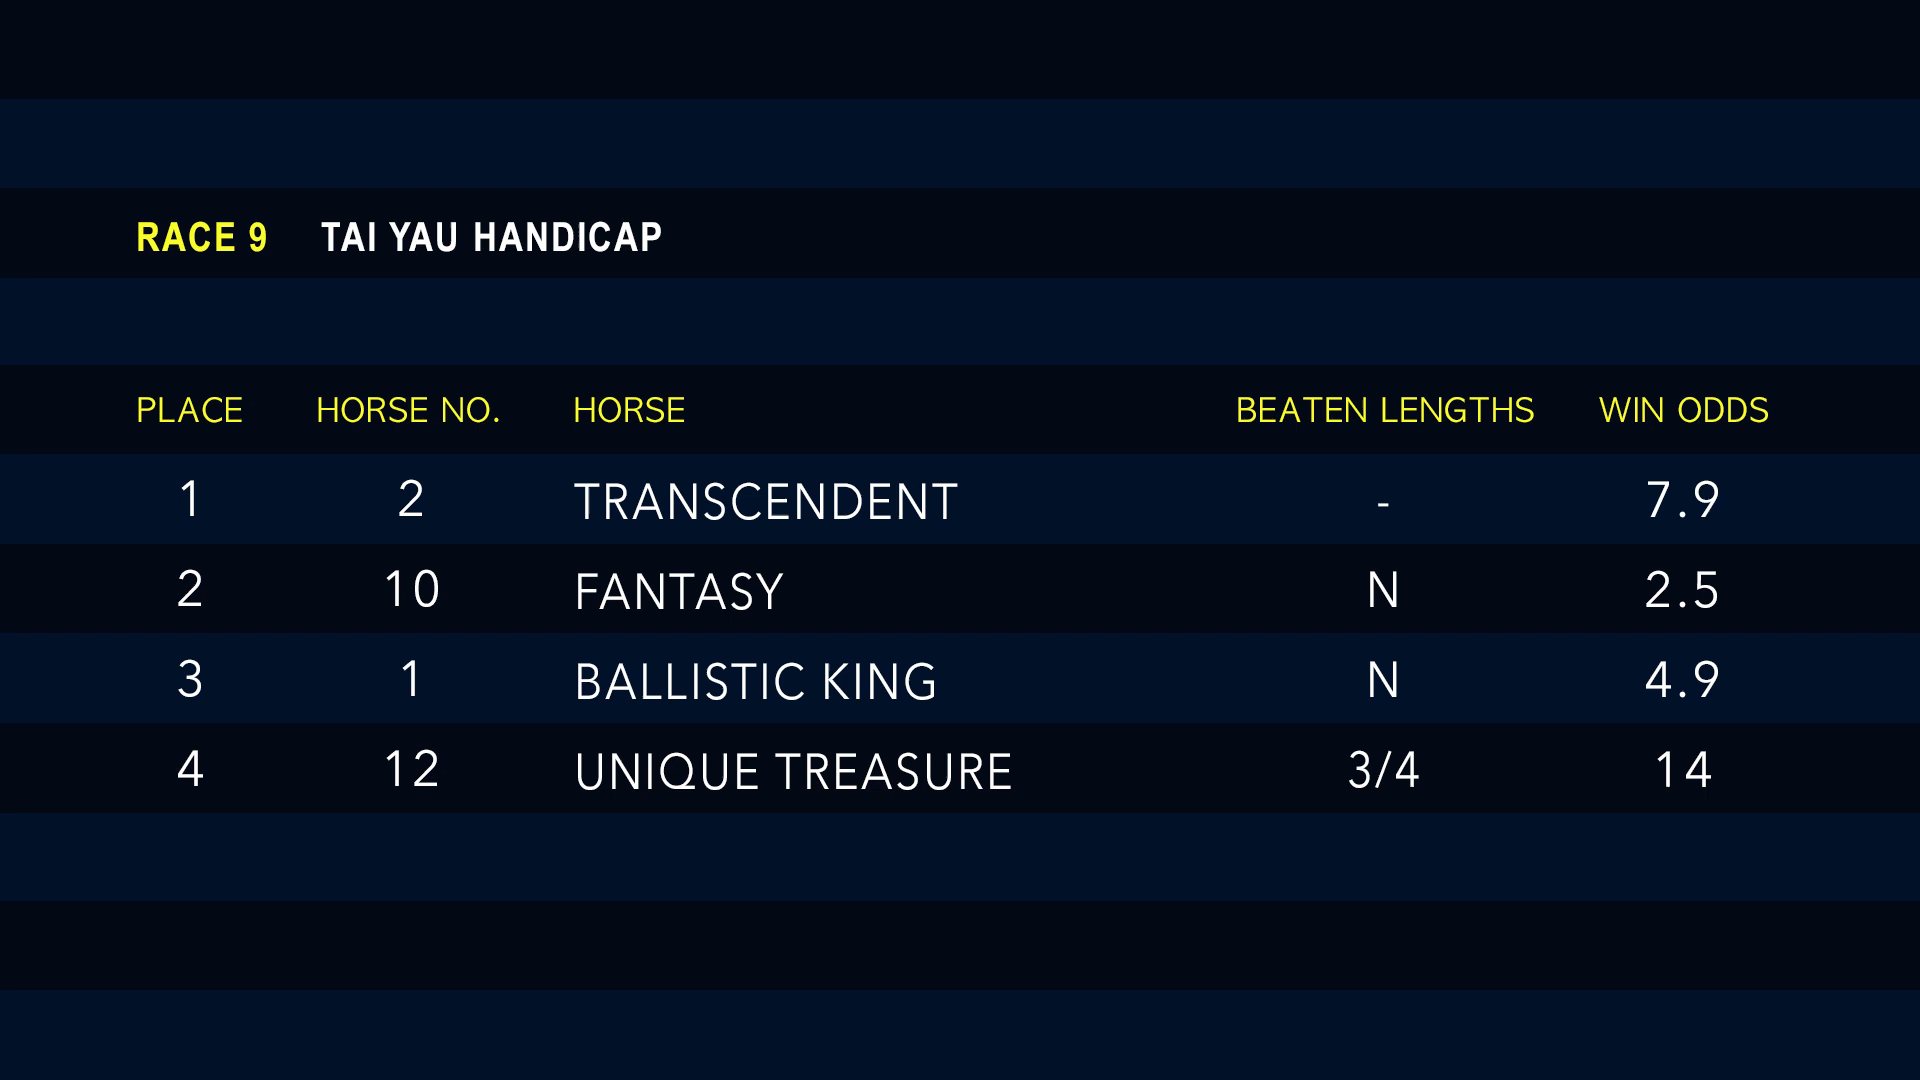 RACE 9 TAI YAU HANDICAP
PLACE HORSE NO. HORSE BEATEN LENGTHS WIN ODDS
1 2 TRANSCENDENT - 7.9
2 10 FANTASY N 2.5
3 1 BALLISTIC KING N 4.9
4 12 UNIQUE TREASURE 3/4 14